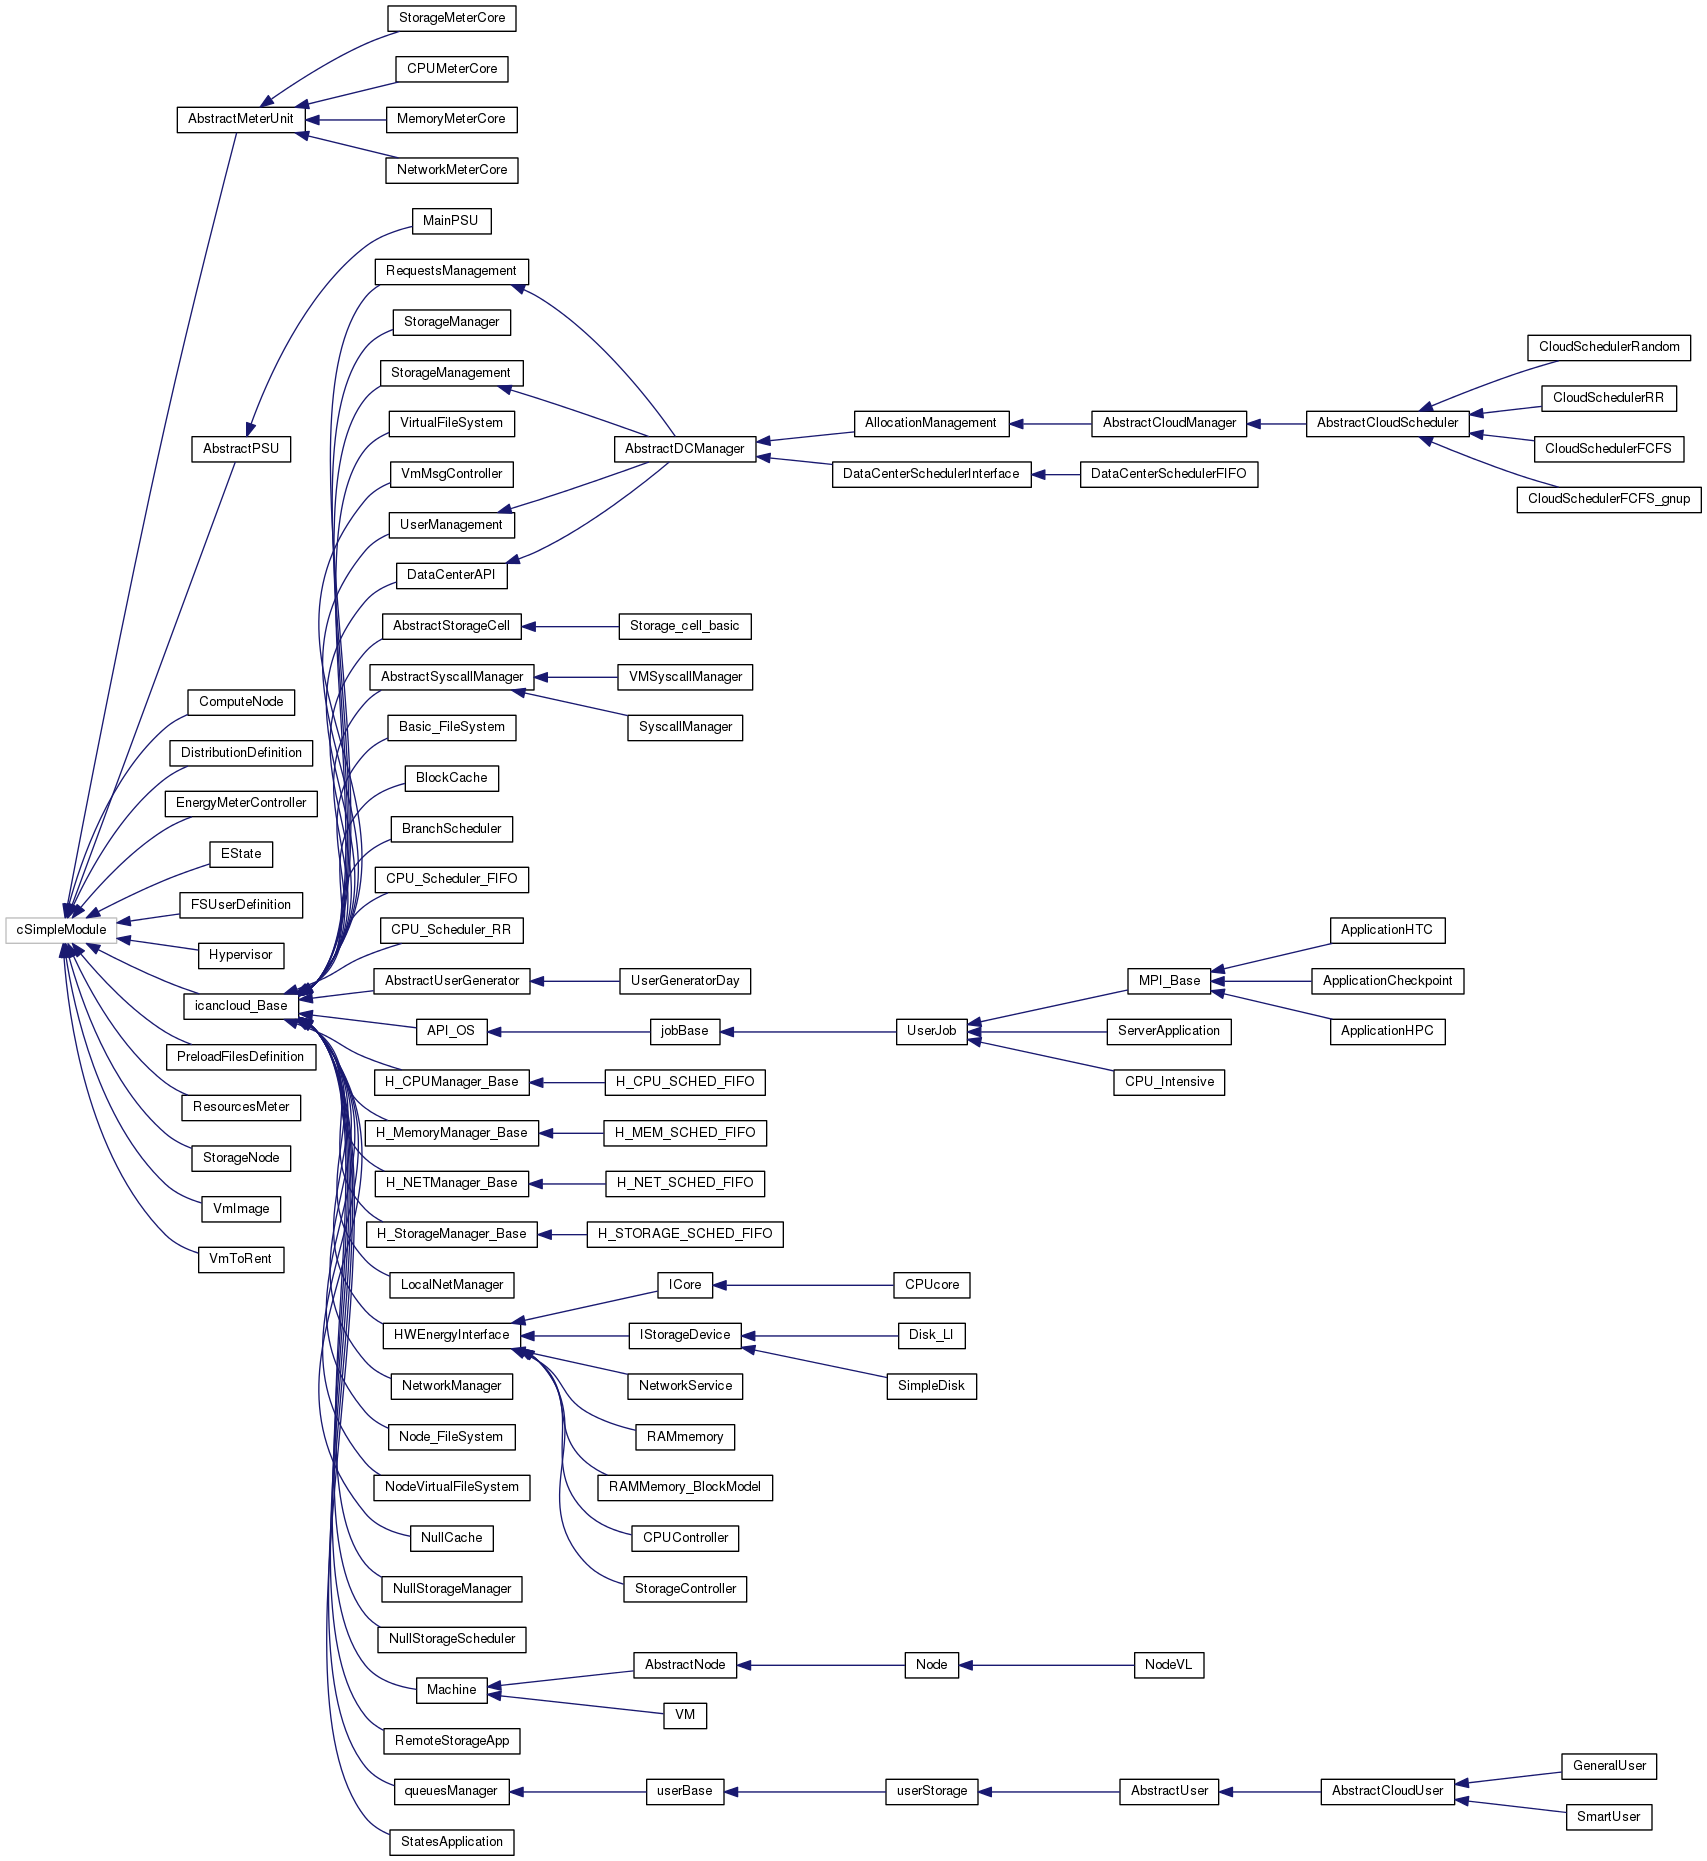 StorageMeterCore
CPUMeterCore
AbstractMeterUnit
MemoryMeterCore
NetworkMeterCore
MainPSU
RequestsManagement
StorageManager
CloudSchedulerRandom
StorageManagement
CloudSchedulerRR
VirtualFileSystem
AllocationManagement
AbstractCloudManager
AbstractCloudScheduler
AbstractPSU
AbstractDCManager
CloudSchedulerFCFS
VmMsgController
DataCenterSchedulerInterface
DataCenterSchedulerFIFO
CloudSchedulerFCFS_gnup
UserManagement
DataCenterAPI
AbstractStorageCell
Storage_cell_basic
AbstractSyscallManager
VMSyscallManager
ComputeNode
Basic_FileSystem
SyscallManager
DistributionDefinition
BlockCache
EnergyMeterController
BranchScheduler
EState
CPU_Scheduler_FIFO
FSUserDefinition
cSimpleModule
CPU_Scheduler_RR
ApplicationHTC
Hypervisor
AbstractUserGenerator
UserGeneratorDay
MPI_Base
ApplicationCheckpoint
icancloud_Base
API_OS
jobBase
UserJob
ServerApplication
ApplicationHPC
PreloadFilesDefinition
H_CPUManager_Base
H_CPU_SCHED_FIFO
CPU_Intensive
ResourcesMeter
H_MemoryManager_Base
H_MEM_SCHED_FIFO
StorageNode
H_NETManager_Base
H_NET_SCHED_FIFO
VmImage
H_StorageManager_Base
H_STORAGE_SCHED_FIFO
VmToRent
LocalNetManager
ICore
CPUcore
HWEnergyInterface
IStorageDevice
Disk_LI
NetworkManager
NetworkService
SimpleDisk
Node_FileSystem
RAMmemory
NodeVirtualFileSystem
RAMMemory_BlockModel
NullCache
CPUController
NullStorageManager
StorageController
NullStorageScheduler
AbstractNode
Node
NodeVL
Machine
VM
RemoteStorageApp
GeneralUser
queuesManager
userBase
userStorage
AbstractUser
AbstractCloudUser
SmartUser
StatesApplication